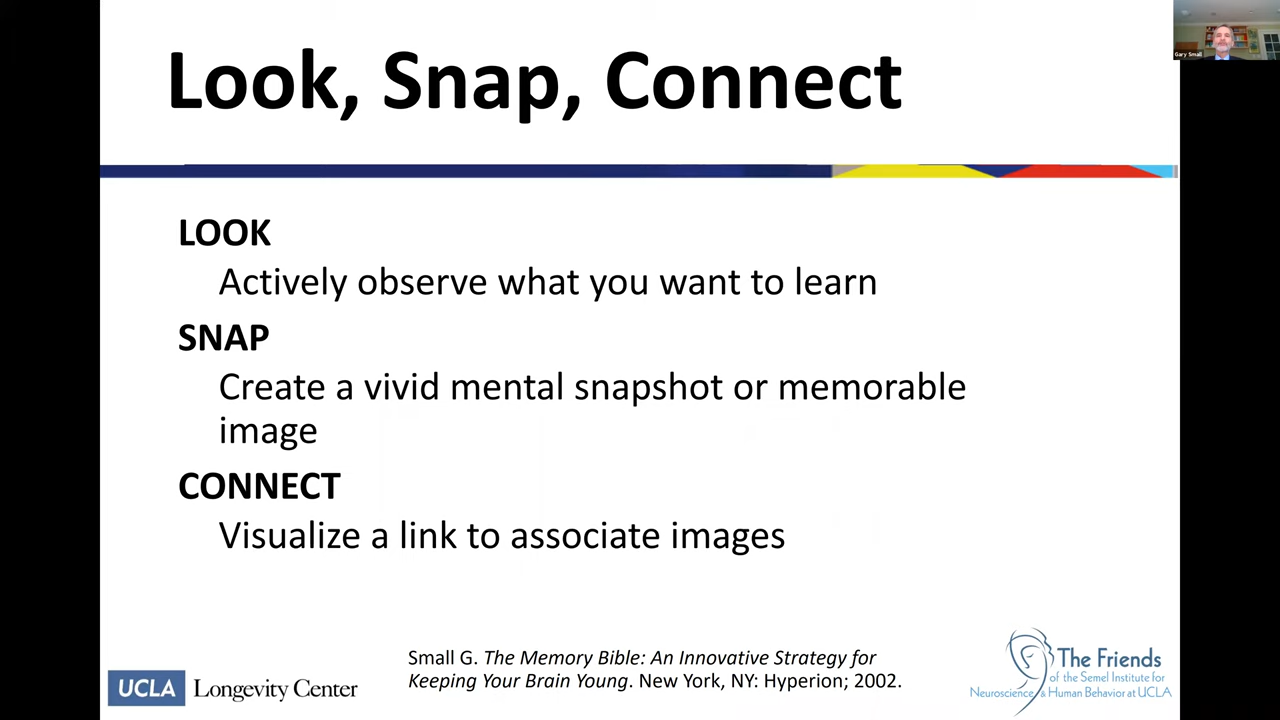 Look, Snap, Connect
Gary Small
LOOK
Actively observe what you want to learn
SNAP
Create a vivid mental snapshot or memorable
image
CONNECT
Visualize a link to associate images
Small G. The Memory Bible: An Innovative Strategy for
Keeping Your Brain Young. New York, NY: Hyperion; 2002.
UCLA Longevity Center
The Friends
of the Semel Institute for
Neuroscience & Human Behavior at UCLA